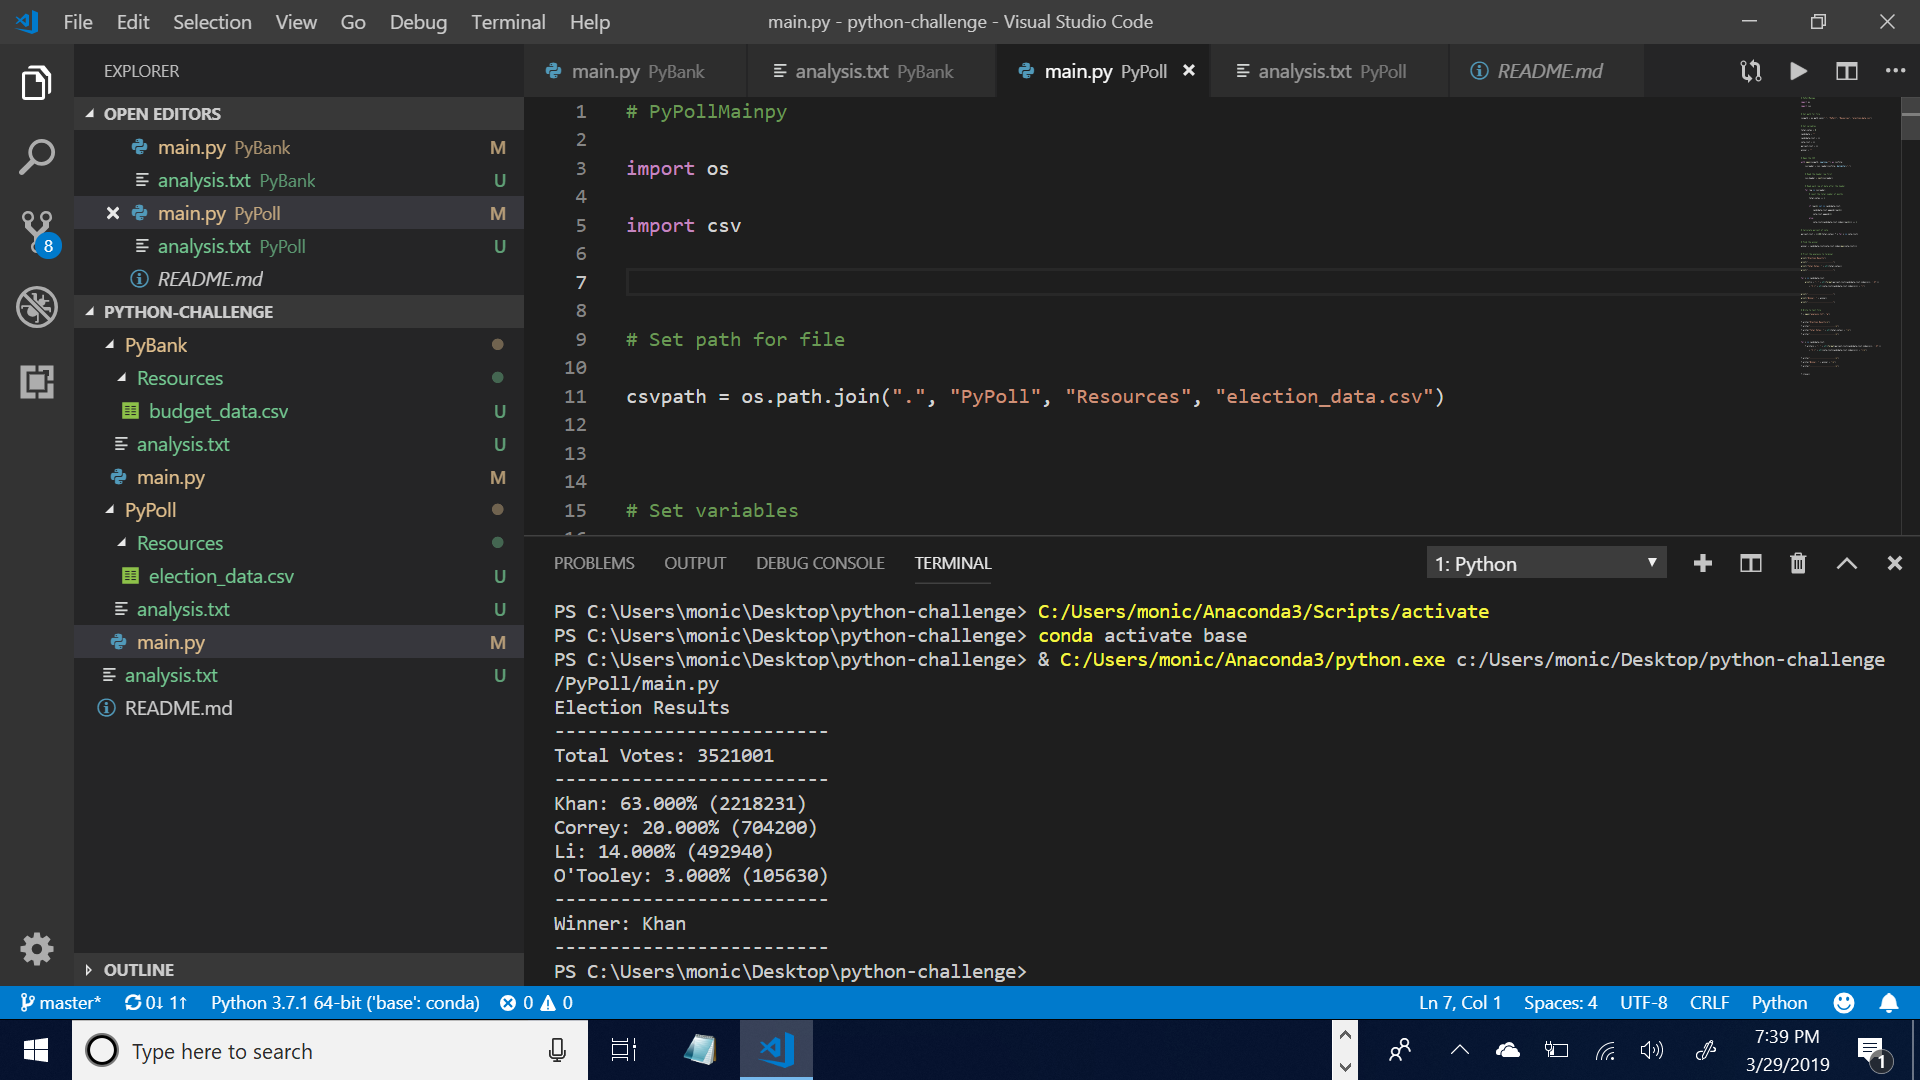 File Edit Selection View Go Debug Terminal Help
main.py - python-challenge - Visual Studio Code
EXPLORER
OPEN EDITORS
main.py PyBank M
analysis.txt PyBank U
main.py PyPoll M
analysis.txt PyPoll U
README.md
PYTHON-CHALLENGE
PyBank
Resources
budget_data.csv U
analysis.txt U
main.py M
PyPoll
Resources
election_data.csv U
analysis.txt U
main.py M
analysis.txt U
README.md
OUTLINE
8
main.py PyBank analysis.txt PyBank main.py PyPoll analysis.txt PyPoll README.md
1 # PyPollMainpy
2
3 import os
4
5 import csv
6
7
8
9 # Set path for file
10
11 csvpath = os.path.join(".", "PyPoll", "Resources", "election_data.csv")
12
13
14
15 # Set variables
PROBLEMS OUTPUT DEBUG CONSOLE TERMINAL 1: Python
PS C:\Users\monic\Desktop\python-challenge> C:/Users/monic/Anaconda3/Scripts/activate
PS C:\Users\monic\Desktop\python-challenge> conda activate base
PS C:\Users\monic\Desktop\python-challenge> & C:/Users/monic/Anaconda3/python.exe c:/Users/monic/Desktop/python-challenge
/PyPoll/main.py
Election Results
-------------------------
Total Votes: 3521001
-------------------------
Khan: 63.000% (2218231)
Correy: 20.000% (704200)
Li: 14.000% (492940)
O'Tooley: 3.000% (105630)
-------------------------
Winner: Khan
-------------------------
PS C:\Users\monic\Desktop\python-challenge>
master* 0↓ 1↑ Python 3.7.1 64-bit ('base': conda) 0 0 Ln 7, Col 1 Spaces: 4 UTF-8 CRLF Python
Type here to search
7:39 PM
3/29/2019
1